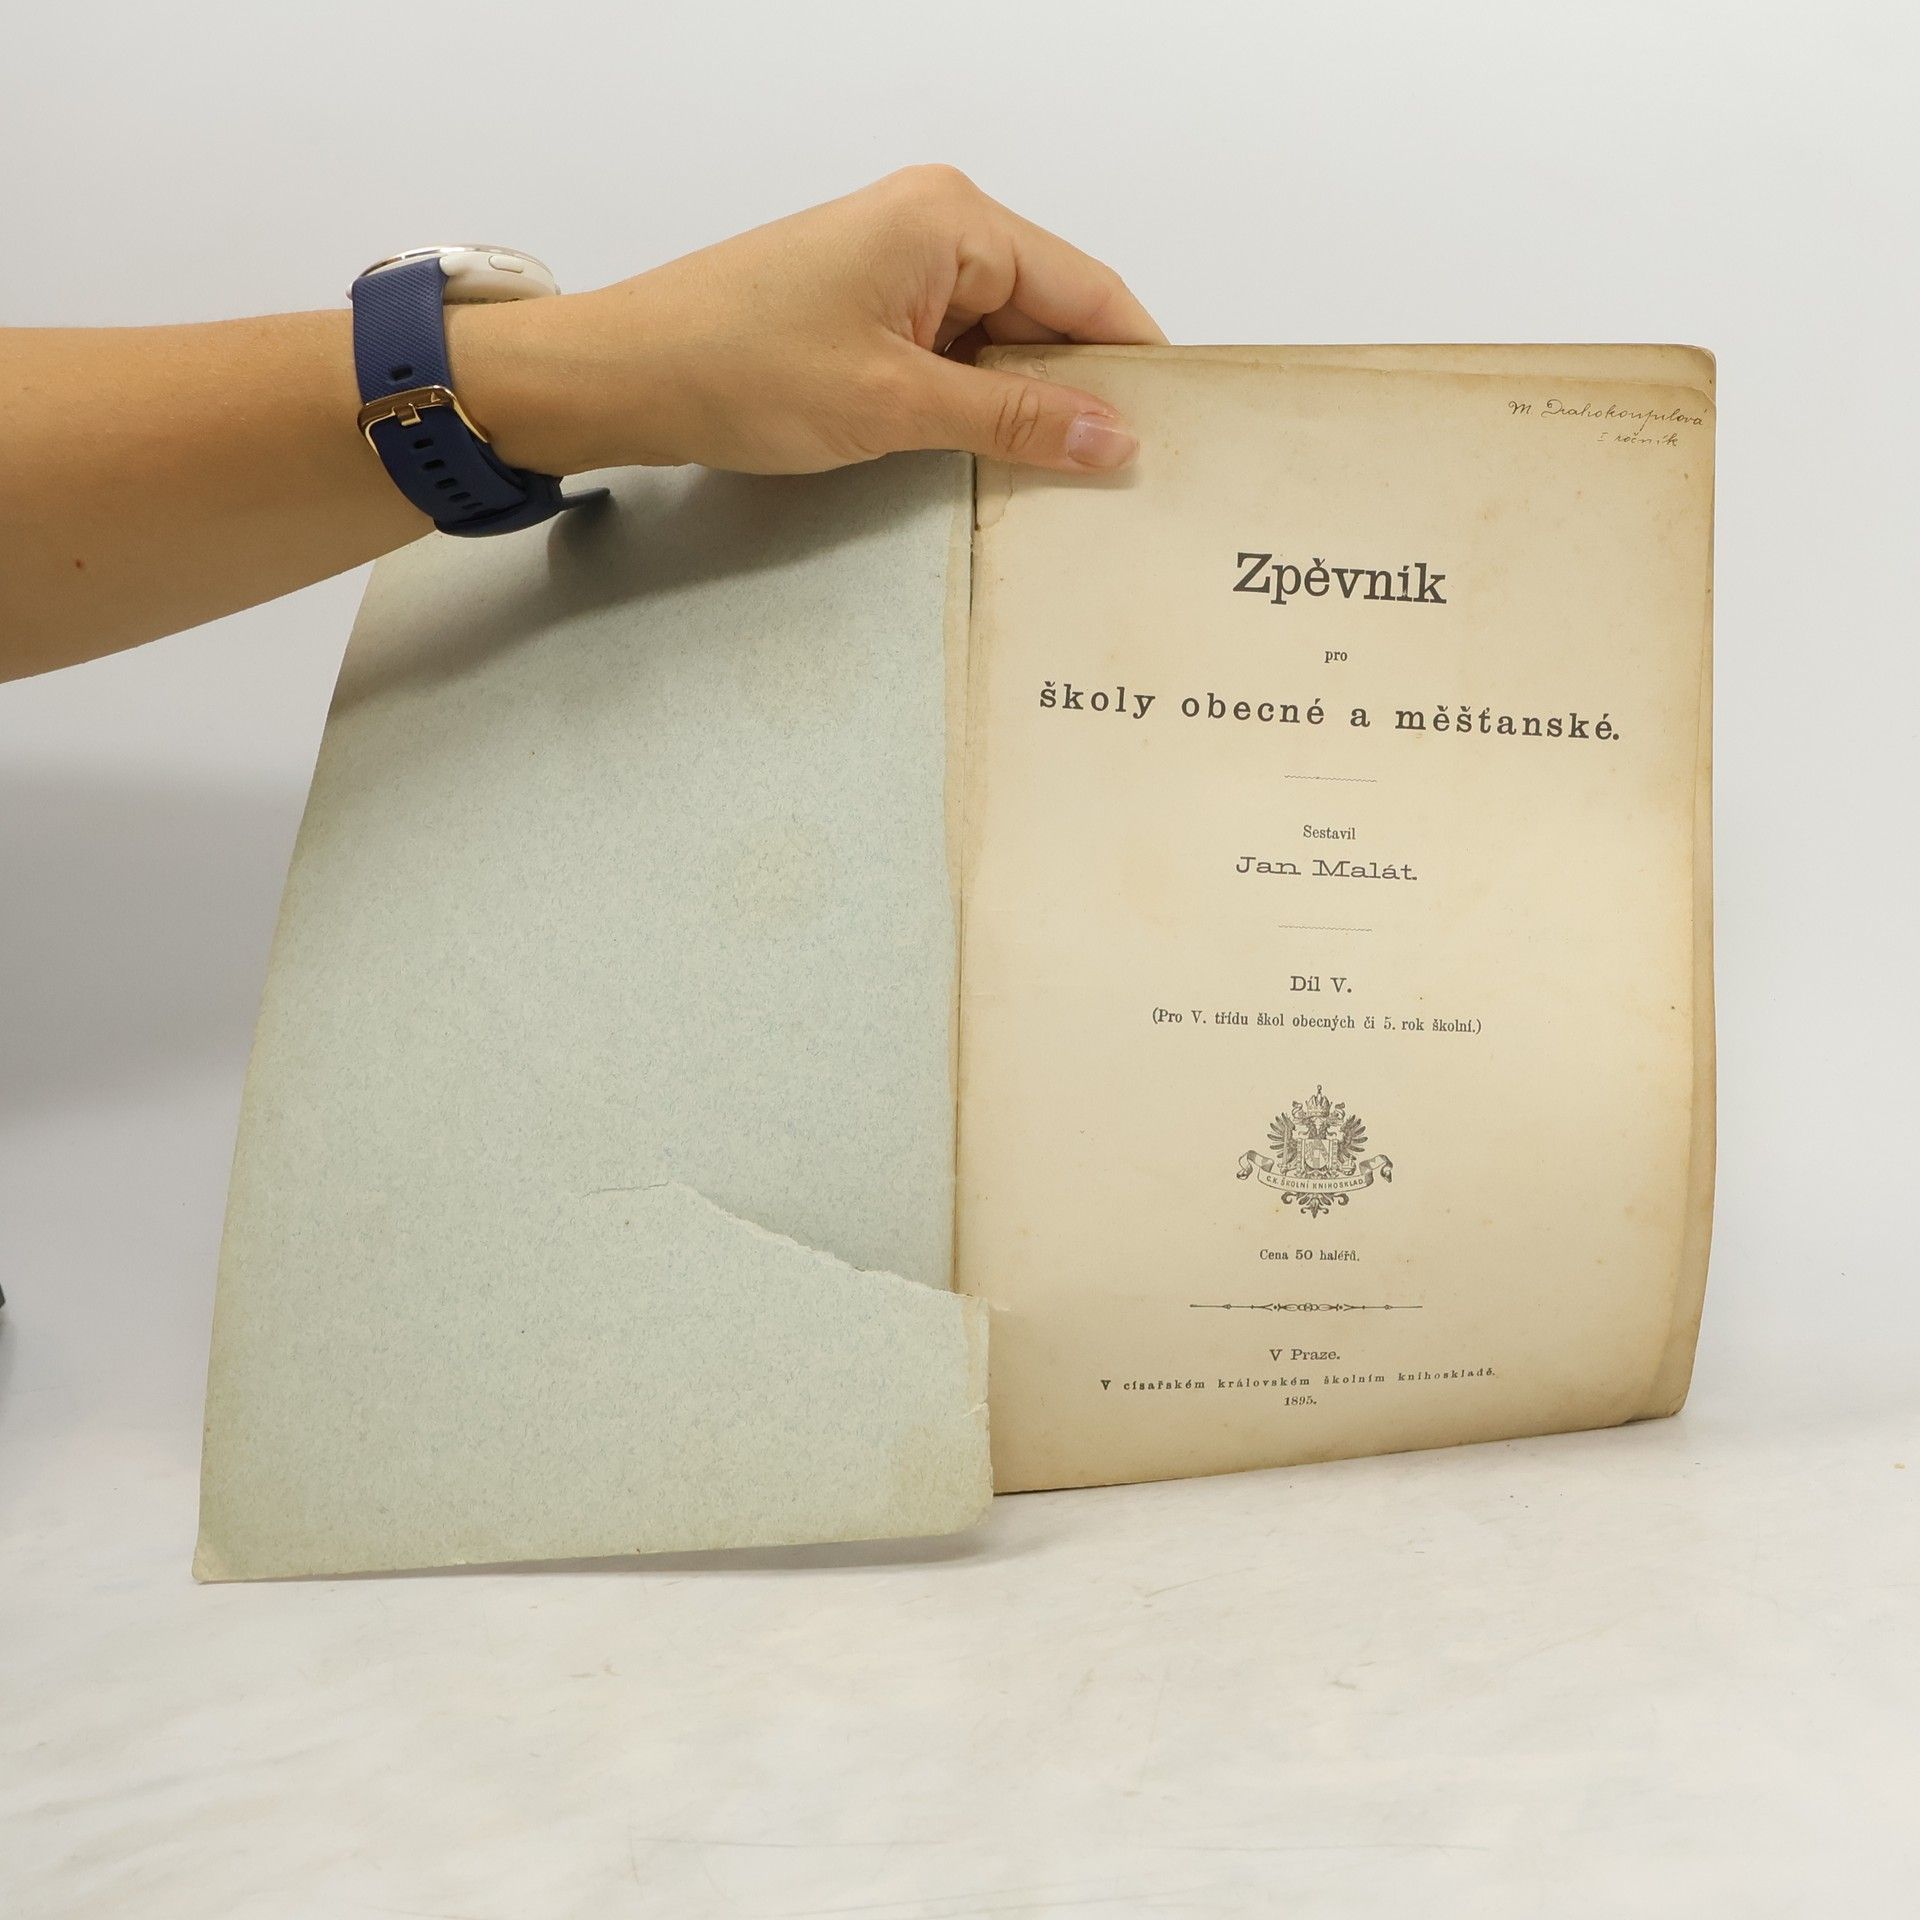 M Drahokoupilová
I ročník
Zpěvník
pro
školy obecné a měšťanské.
Sestavil
Jan Malát.
Díl V.
(Pro V. třídu škol obecných či 5. rok školní.)
C.K. ŠKOLNÍ KNIHOSKLAD.
Cena 50 haléřů.
V Praze.
V císařském královském školním knihoskladě.
1895.